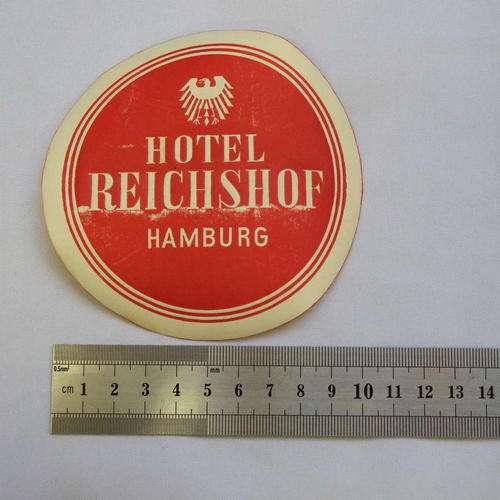 HOTEL
REICHSHOF
HAMBURG
0.5mm mm
cm 1 2 3 4 5 6 7 8 9 10 11 12 13 14